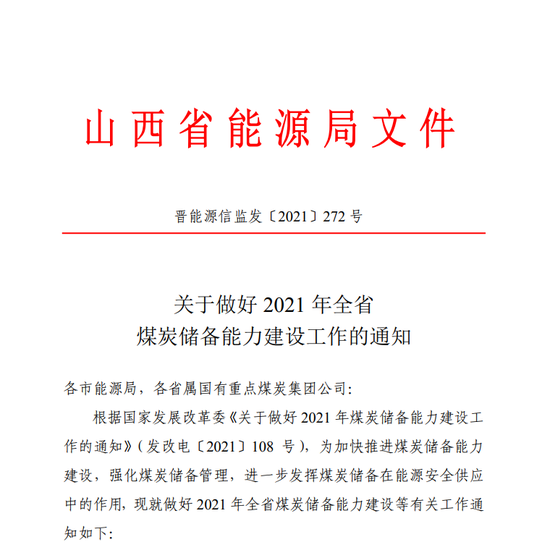 山西省能源局文件
晋能源信监发〔2021〕272 号
关于做好 2021 年全省
煤炭储备能力建设工作的通知
各市能源局，各省属国有重点煤炭集团公司：
根据国家发展改革委《关于做好 2021 年煤炭储备能力建设工
作的通知》（发改电〔2021〕108 号），为加快推进煤炭储备能力
建设，强化煤炭储备管理，进一步发挥煤炭储备在能源安全供应
中的作用，现就做好 2021 年全省煤炭储备能力建设等有关工作通
知如下：